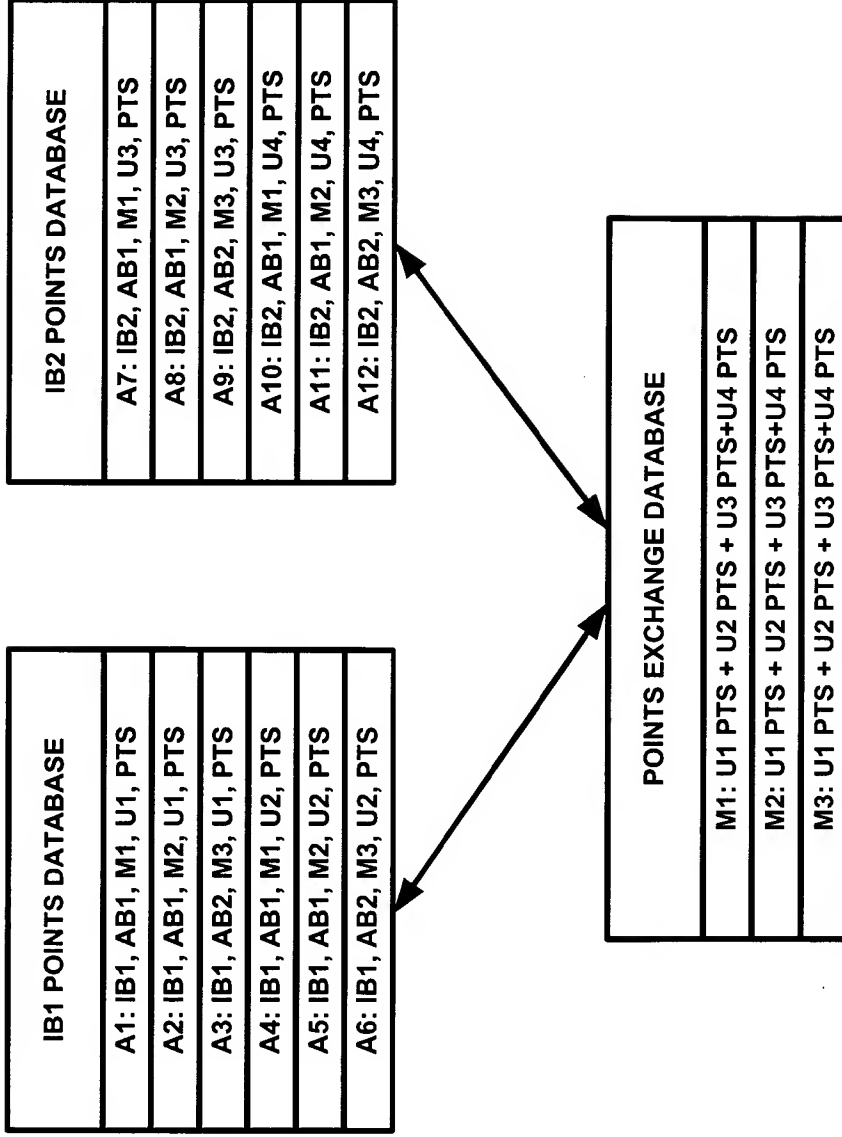 IB1 POINTS DATABASE
A1: IB1, AB1, M1, U1, PTS
A2: IB1, AB1, M2, U1, PTS
A3: IB1, AB2, M3, U1, PTS
A4: IB1, AB1, M1, U2, PTS
A5: IB1, AB1, M2, U2, PTS
A6: IB1, AB2, M3, U2, PTS
IB2 POINTS DATABASE
A7: IB2, AB1, M1, U3, PTS
A8: IB2, AB1, M2, U3, PTS
A9: IB2, AB2, M3, U3, PTS
A10: IB2, AB1, M1, U4, PTS
A11: IB2, AB1, M2, U4, PTS
A12: IB2, AB2, M3, U4, PTS
POINTS EXCHANGE DATABASE
M1: U1 PTS + U2 PTS + U3 PTS+U4 PTS
M2: U1 PTS + U2 PTS + U3 PTS+U4 PTS
M3: U1 PTS + U2 PTS + U3 PTS+U4 PTS